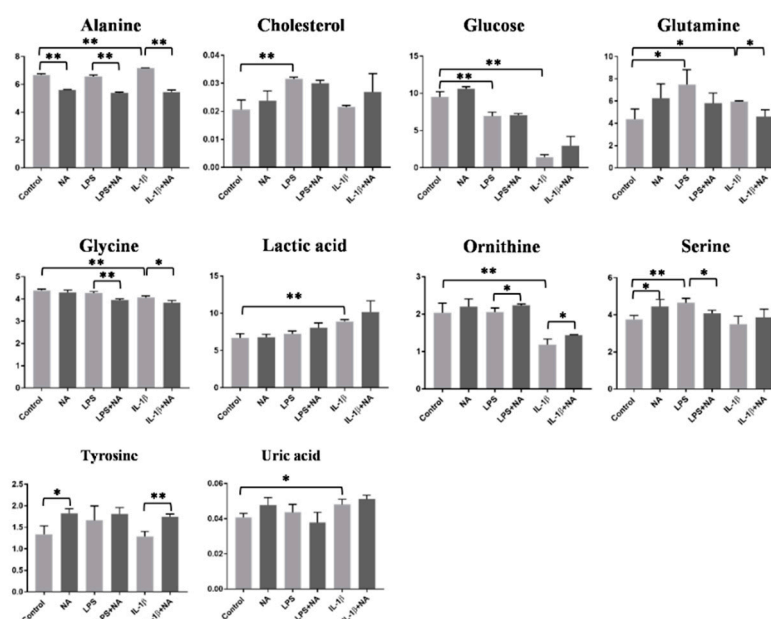 Alanine
**
**
**
**
8
6
4
2
0
Control
NA
LPS
LPS+NA
IL-1β
IL-1β+NA
Cholesterol
**
0.04
0.03
0.02
0.01
0.00
Control
NA
LPS
LPS+NA
IL-1β
IL-1β+NA
Glucose
**
**
15
10
5
0
Control
NA
LPS
LPS+NA
IL-1β
IL-1β+NA
Glutamine
*
*
*
10
8
6
4
2
0
Control
NA
LPS
LPS+NA
IL-1β
IL-1β+NA
Glycine
**
*
**
5
4
3
2
1
0
Control
NA
LPS
LPS+NA
IL-1β
IL-1β+NA
Lactic acid
**
15
10
5
0
Control
NA
LPS
LPS+NA
IL-1β
IL-1β+NA
Ornithine
**
*
*
3
2
1
0
Control
NA
LPS
LPS+NA
IL-1β
IL-1β+NA
Serine
**
*
*
6
4
2
0
Control
NA
LPS
LPS+NA
IL-1β
IL-1β+NA
Tyrosine
*
**
2.5
2.0
1.5
1.0
0.5
0.0
Control
NA
LPS
LPS+NA
IL-1β
IL-1β+NA
Uric acid
*
0.06
0.04
0.02
0.00
Control
NA
LPS
LPS+NA
IL-1β
IL-1β+NA